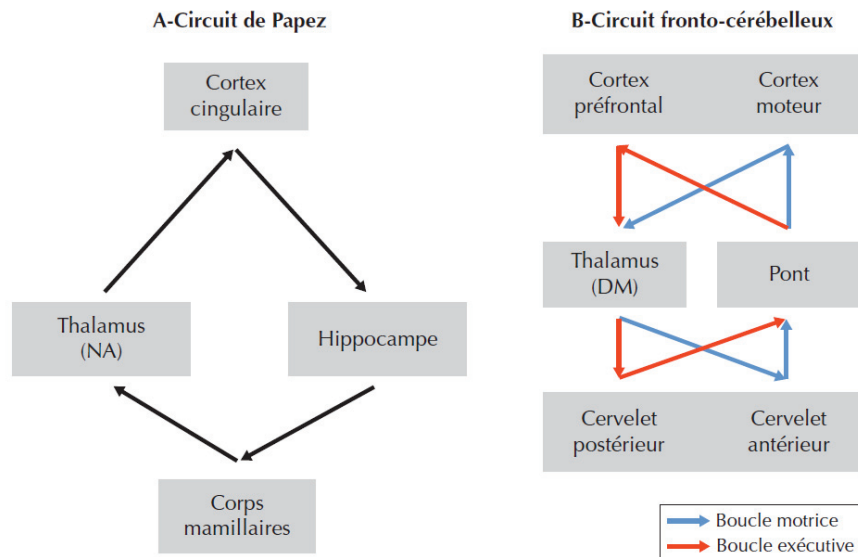 A-Circuit de Papez
Cortex
cingulaire
Thalamus
(NA)
Hippocampe
Corps
mamillaires
B-Circuit fronto-cérébelleux
Cortex
préfrontal
Cortex
moteur
Thalamus
(DM)
Pont
Cervelet
postérieur
Cervelet
antérieur
Boucle motrice
Boucle exécutive